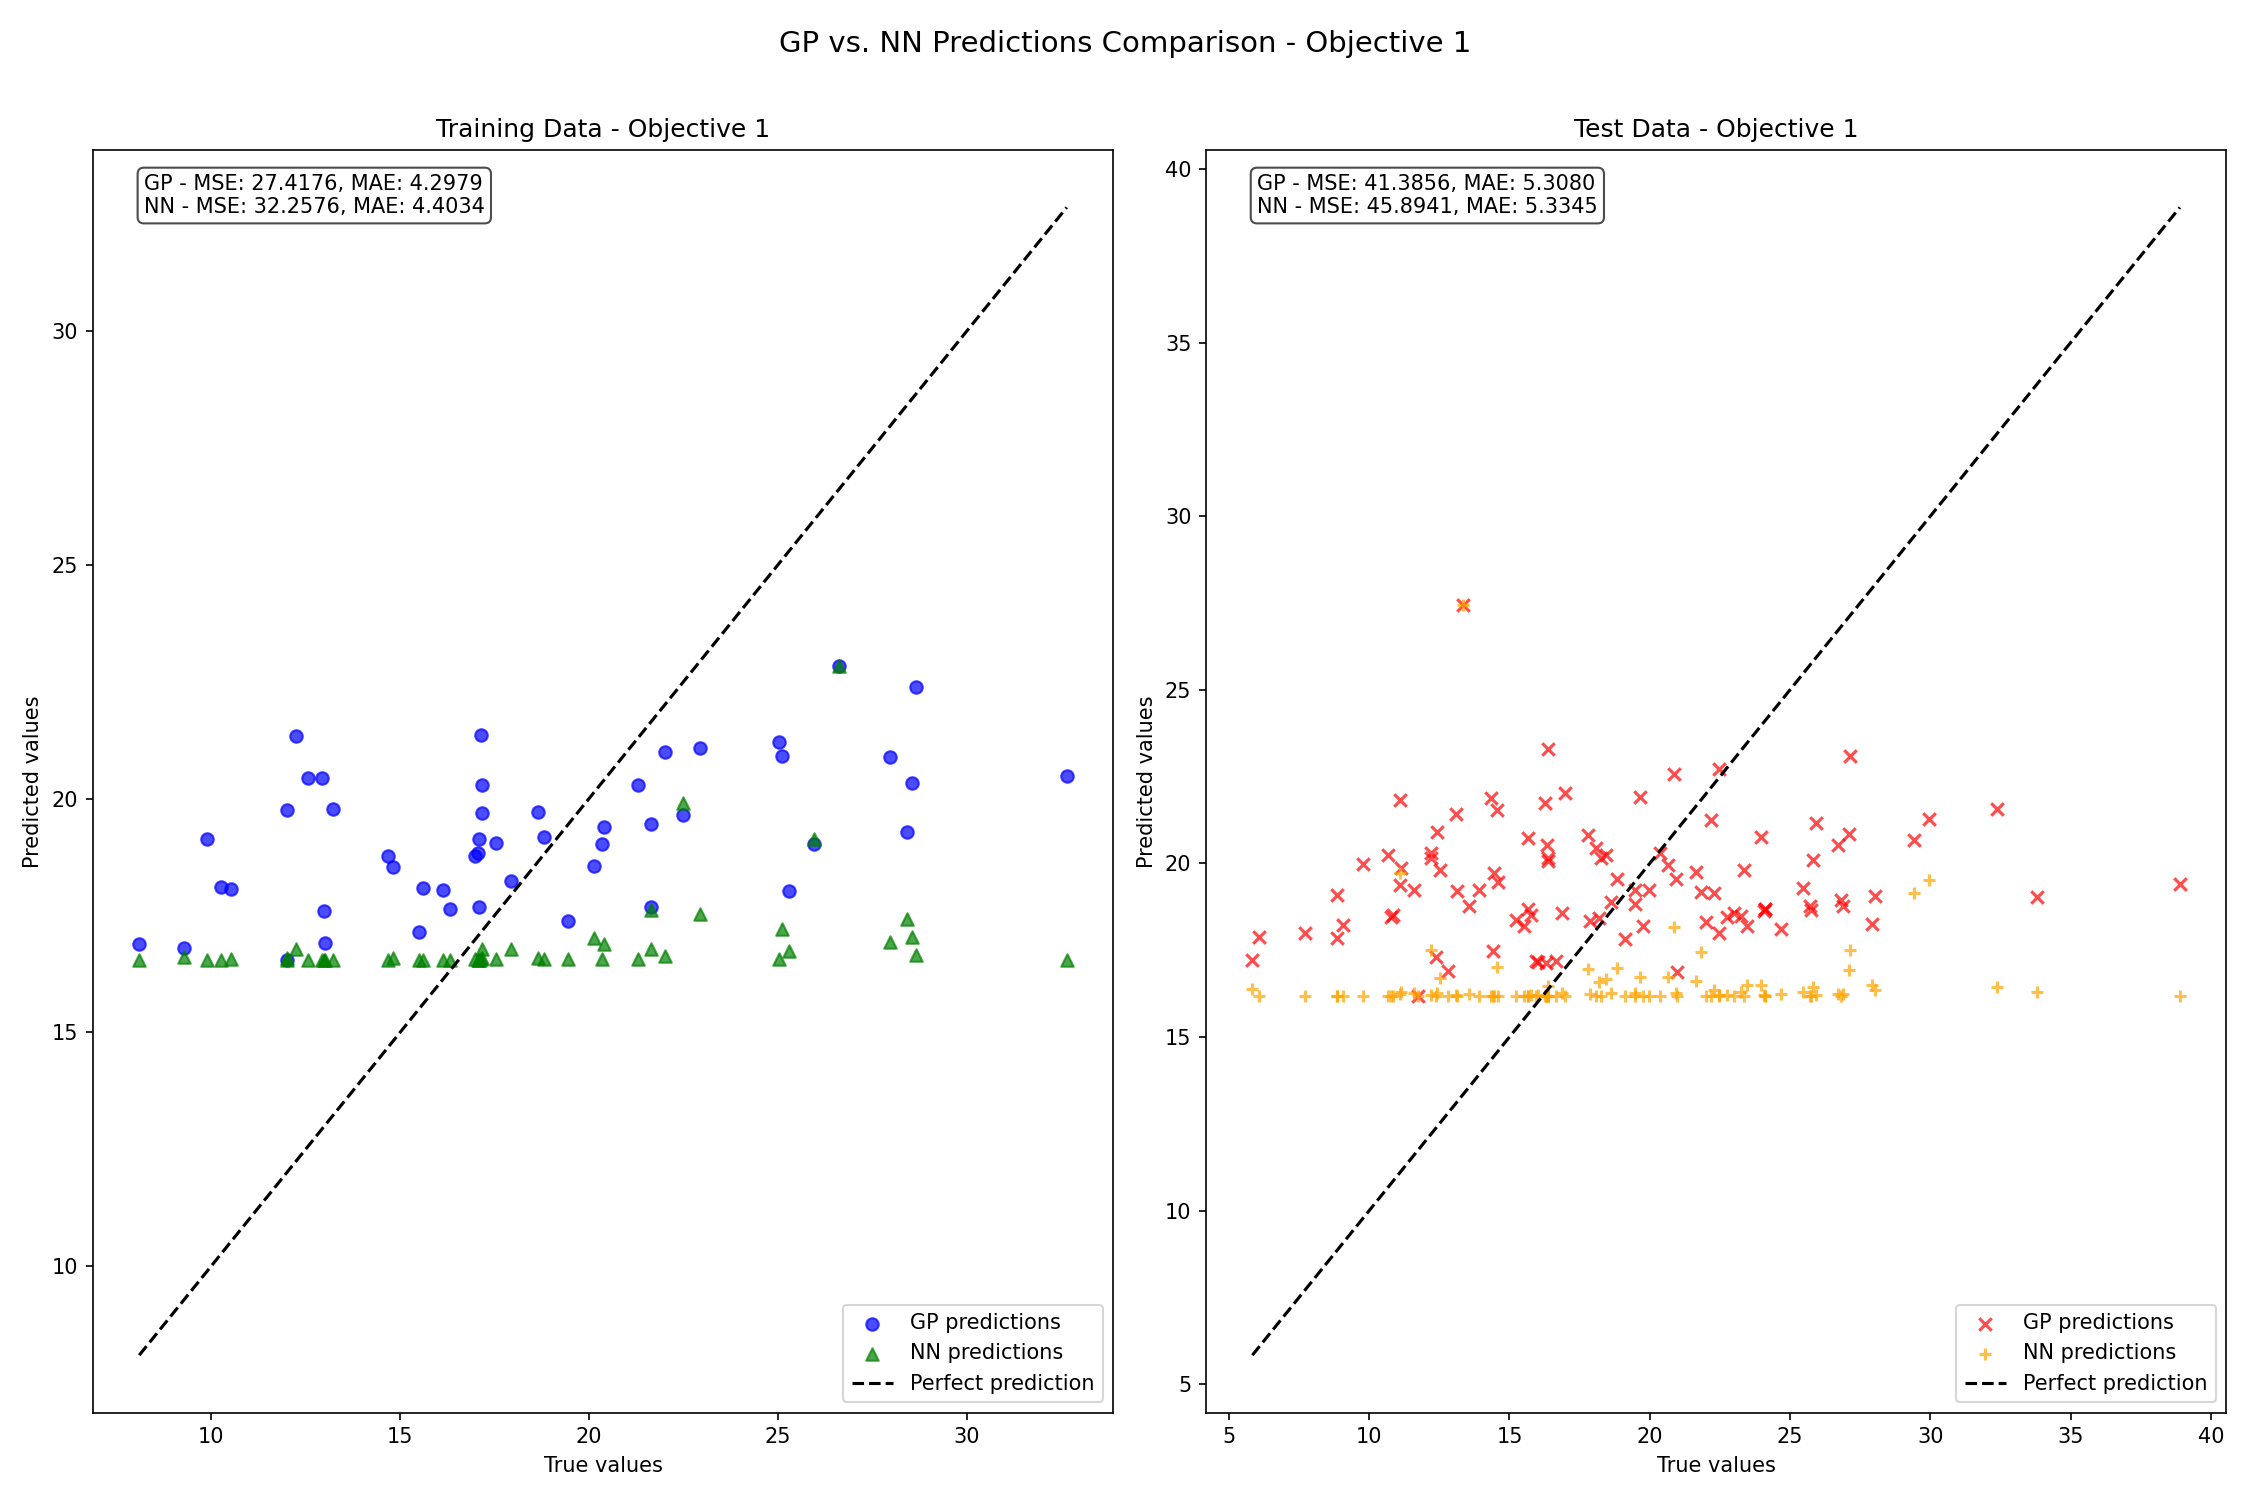 GP vs. NN Predictions Comparison - Objective 1
Training Data - Objective 1
GP - MSE: 27.4176, MAE: 4.2979
NN - MSE: 32.2576, MAE: 4.4034
Predicted values
30
25
20
15
10
10
15
20
25
30
True values
GP predictions
NN predictions
Perfect prediction
Test Data - Objective 1
GP - MSE: 41.3856, MAE: 5.3080
NN - MSE: 45.8941, MAE: 5.3345
Predicted values
40
35
30
25
20
15
10
5
5
10
15
20
25
30
35
40
True values
GP predictions
NN predictions
Perfect prediction